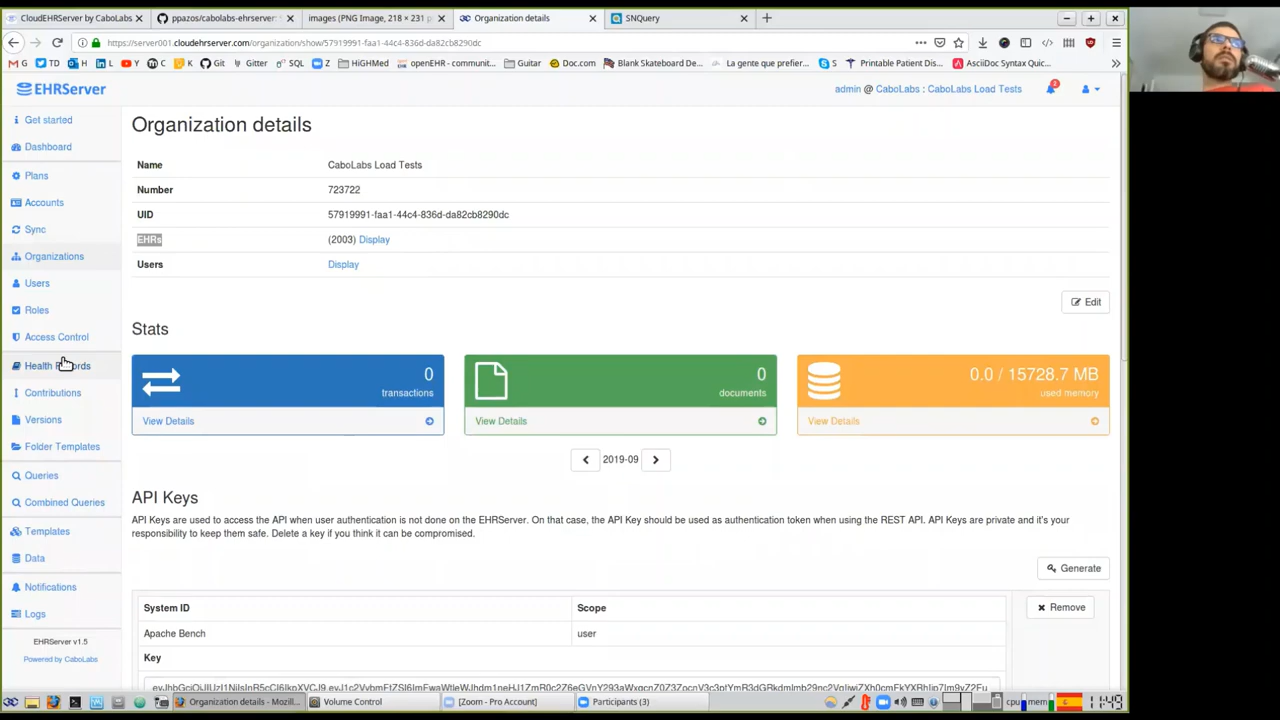 CloudEHRServer by CaboLabs
ppazos/cabolabs-ehrserver:
images (PNG Image, 218 × 231 p
Organization details
SNQuery
https://server001.cloudehrserver.com/organization/show/57919991-faa1-44c4-836d-da82cb8290dc
G
TD
H
L
Y
C
K
Git
Gitter
SQL
Z
HiGHMed
openEHR - communit...
Guitar
Doc.com
Blank Skateboard De...
La gente que prefier...
S
Printable Patient Dis...
AsciiDoc Syntax Quic...
EHRServer
admin @ CaboLabs : CaboLabs Load Tests
2
Get started
Dashboard
Plans
Accounts
Sync
Organizations
Users
Roles
Access Control
Health Records
Contributions
Versions
Folder Templates
Queries
Combined Queries
Templates
Data
Notifications
Logs
EHRServer v1.5
Powered by CaboLabs
Organization details
Name CaboLabs Load Tests
Number 723722
UID 57919991-faa1-44c4-836d-da82cb8290dc
EHRs (2003) Display
Users Display
Edit
Stats
0
transactions
View Details
0
documents
View Details
0.0 / 15728.7 MB
used memory
View Details
2019-09
API Keys
API Keys are used to access the API when user authentication is not done on the EHRServer. On that case, the API Key should be used as authentication token when using the REST API. API Keys are private and it's your
responsibility to keep them safe. Delete a key if you think it can be compromised.
Generate
System ID Scope
Remove
Apache Bench user
Key
Organization details - Mozil...
Volume Control
[Zoom - Pro Account]
Participants (3)
cpu
mem
11:49